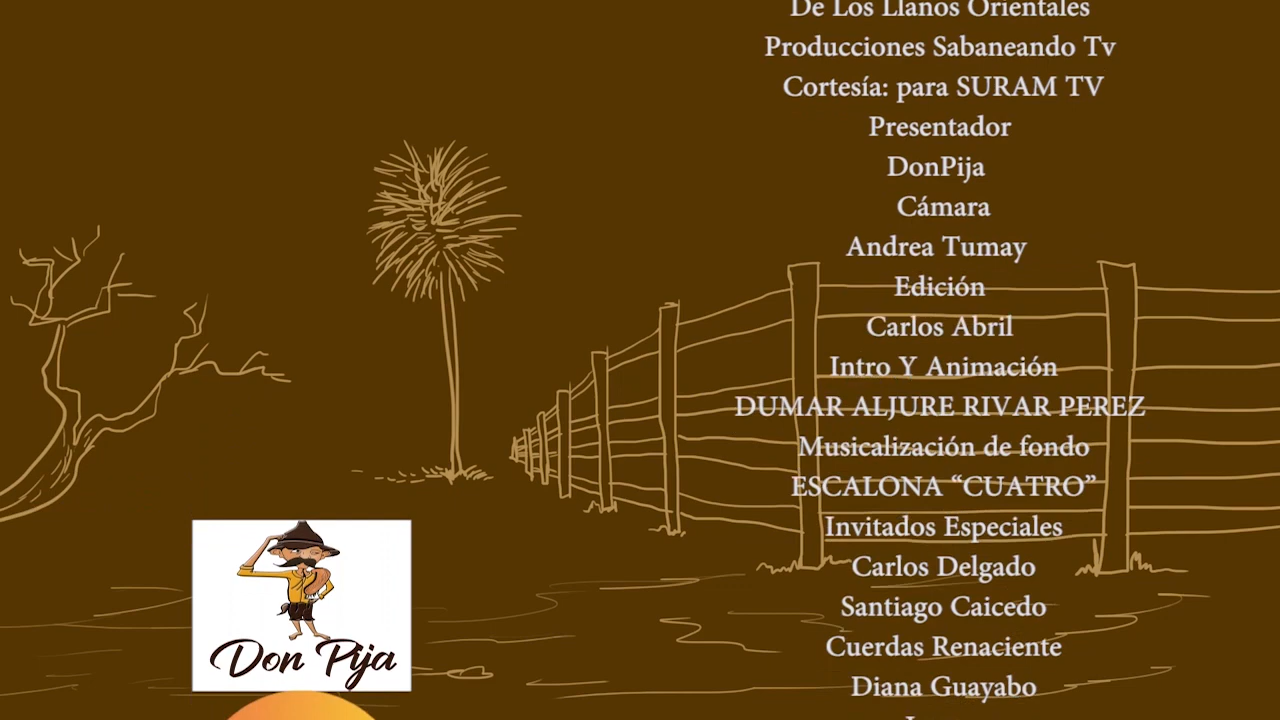 De Los Llanos Orientales
Producciones Sabaneando Tv
Cortesía: para SURAM TV
Presentador
DonPija
Cámara
Andrea Tumay
Edición
Carlos Abril
Intro Y Animación
DUMAR ALJURE RIVAR PEREZ
Musicalización de fondo
ESCALONA “CUATRO”
Invitados Especiales
Carlos Delgado
Santiago Caicedo
Cuerdas Renaciente
Diana Guayabo
Don Pija